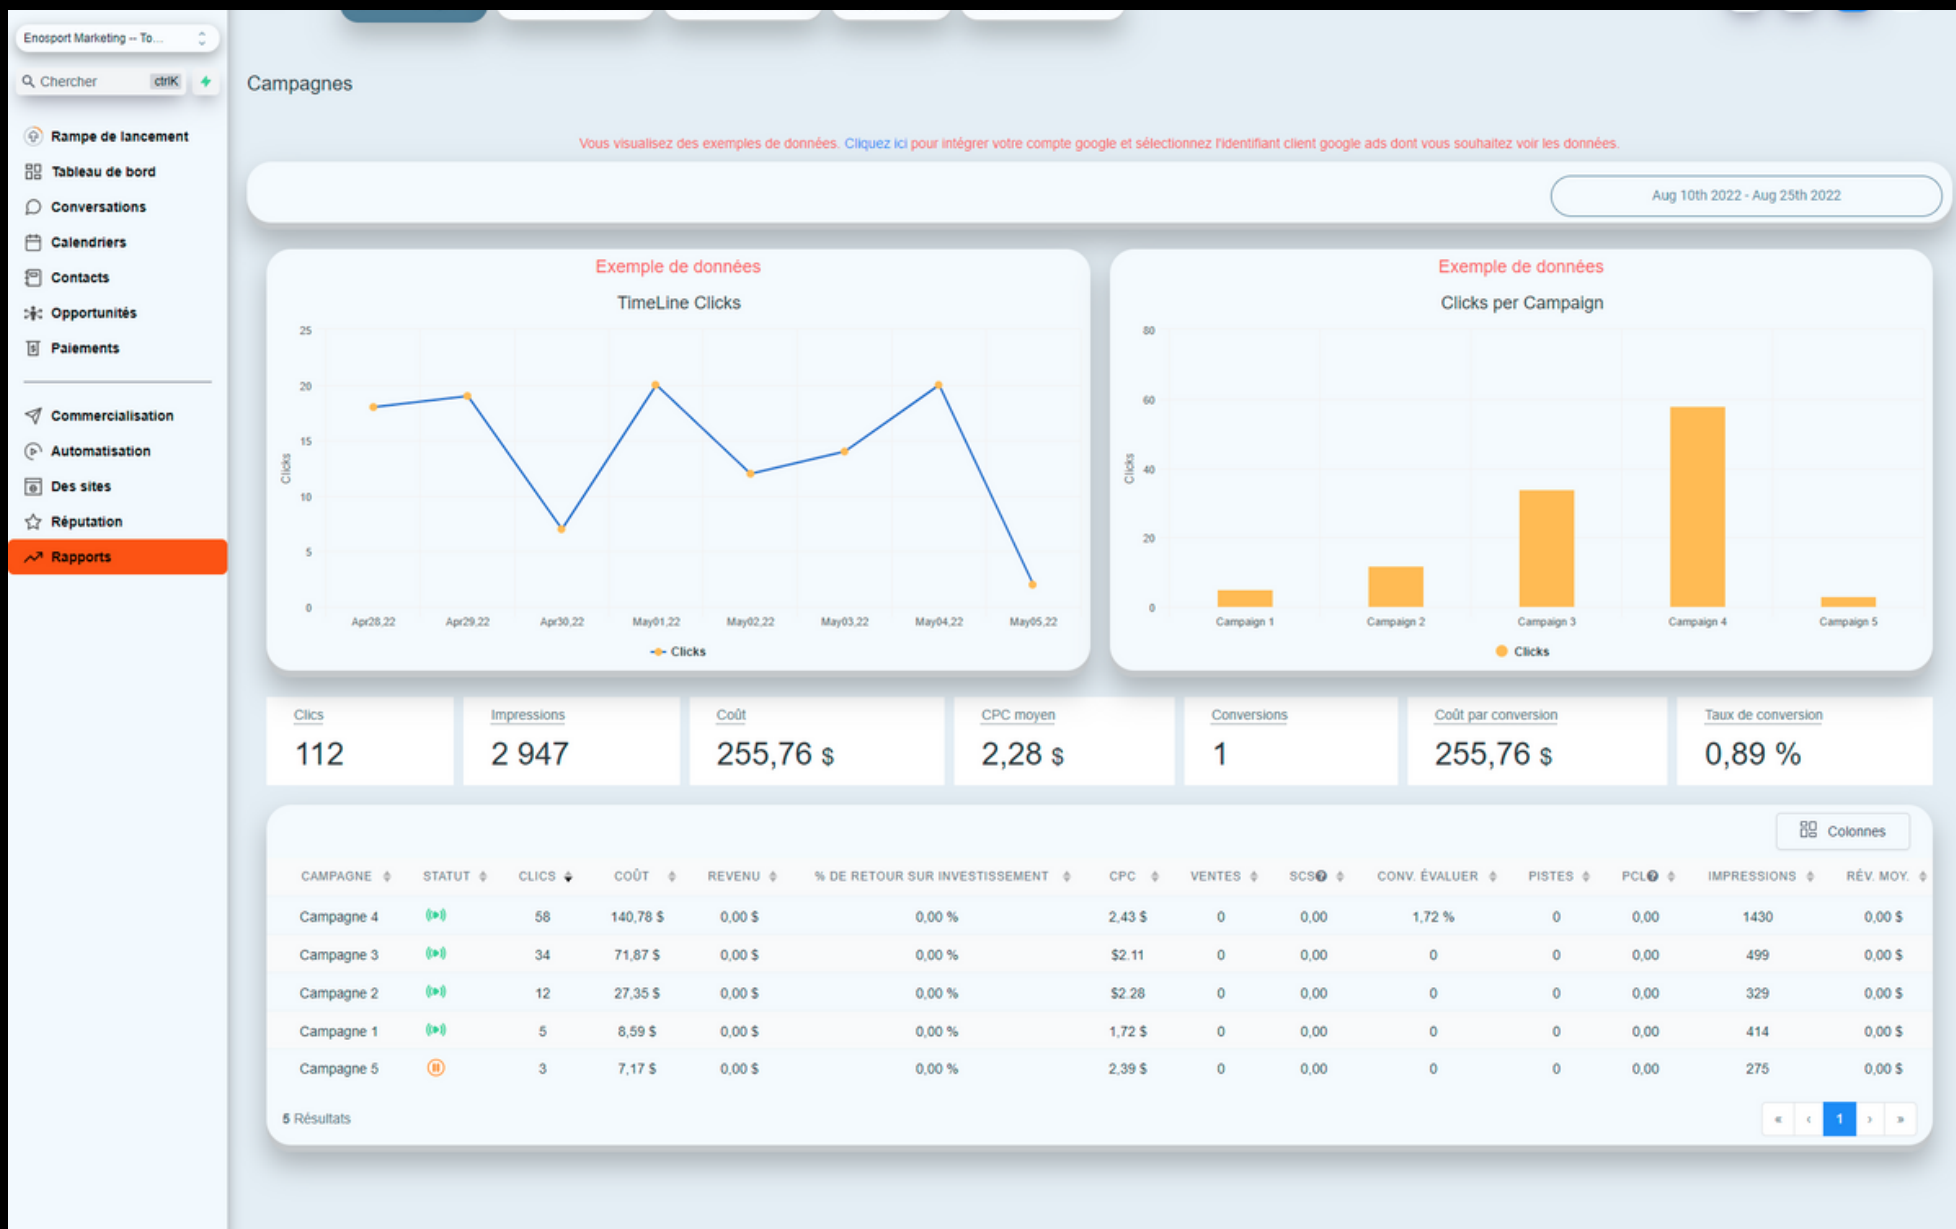 Enosport Marketing -- To...
Chercher ctrlK
Rampe de lancement
Tableau de bord
Conversations
Calendriers
Contacts
Opportunités
Paiements
Commercialisation
Automatisation
Des sites
Réputation
Rapports
Campagnes
Vous visualisez des exemples de données. Cliquez ici pour intégrer votre compte google et sélectionnez l'identifiant client google ads dont vous souhaitez voir les données.
Aug 10th 2022 - Aug 25th 2022
Exemple de données
TimeLine Clicks
25
20
15
10
5
0
Clicks
Apr28,22 Apr29,22 Apr30,22 May01,22 May02,22 May03,22 May04,22 May05,22
Clicks
Exemple de données
Clicks per Campaign
80
60
40
20
0
Clicks
Campaign 1 Campaign 2 Campaign 3 Campaign 4 Campaign 5
Clicks
Clics Impressions Coût CPC moyen Conversions Coût par conversion Taux de conversion
112 2 947 255,76 $ 2,28 $ 1 255,76 $ 0,89 %
Colonnes
CAMPAGNE STATUT CLICS COÛT REVENU % DE RETOUR SUR INVESTISSEMENT CPC VENTES SCS CONV. ÉVALUER PISTES PCL IMPRESSIONS RÉV. MOY.
Campagne 4 58 140,78 $ 0,00 $ 0,00 % 2,43 $ 0 0,00 1,72 % 0 0,00 1430 0,00 $
Campagne 3 34 71,87 $ 0,00 $ 0,00 % $2.11 0 0,00 0 0 0,00 499 0,00 $
Campagne 2 12 27,35 $ 0,00 $ 0,00 % $2.28 0 0,00 0 0 0,00 329 0,00 $
Campagne 1 5 8,59 $ 0,00 $ 0,00 % 1,72 $ 0 0,00 0 0 0,00 414 0,00 $
Campagne 5 3 7,17 $ 0,00 $ 0,00 % 2,39 $ 0 0,00 0 0 0,00 275 0,00 $
5 Résultats
« ‹ 1 › »